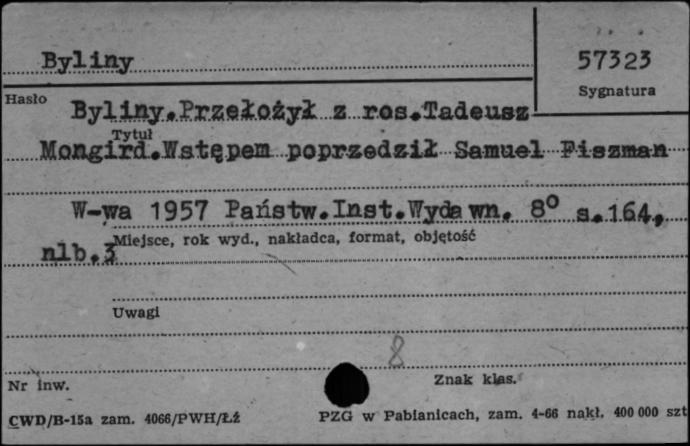 Byliny
57323
Sygnatura
Hasło
Byliny.Przełożył z ros.Tadeusz
Tytuł
Mongird.Wstępem poprzedził Samuel Fiszman
W-wa 1957 Państw.Inst.Wydawn. 8° s.164,
Miejsce, rok wyd., nakładca, format, objętość
nlb.3
Uwagi
8
Nr inw.
Znak klas.
CWD/B-15a zam. 4066/PWH/Łż
PZG w Pabianicach, zam. 4-66 nakł. 400 000 szt